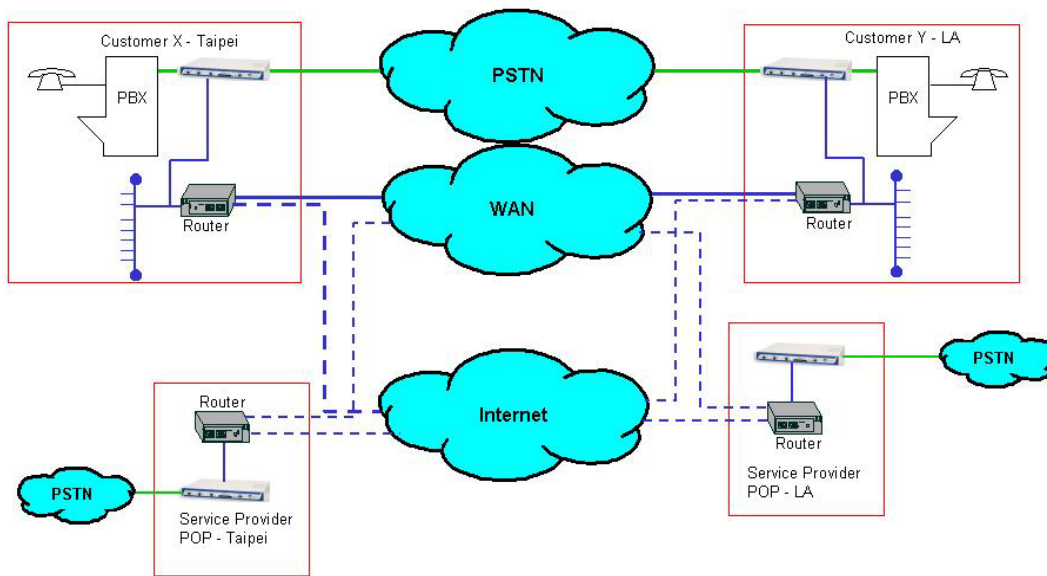 Customer X - Taipei
PSTN
Customer Y - LA
PBX
PBX
WAN
Router
Router
Internet
PSTN
Router
Router
Service Provider
POP - LA
PSTN
Service Provider
POP - Taipei